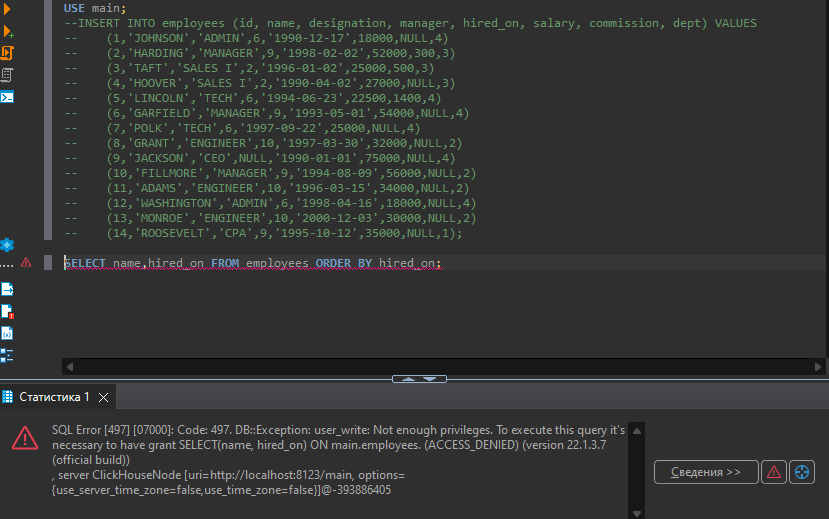 USE main;
--INSERT INTO employees (id, name, designation, manager, hired_on, salary, commission, dept) VALUES
-- (1,'JOHNSON','ADMIN',6,'1990-12-17',18000,NULL,4)
-- (2,'HARDING','MANAGER',9,'1998-02-02',52000,300,3)
-- (3,'TAFT','SALES I',2,'1996-01-02',25000,500,3)
-- (4,'HOOVER','SALES I',2,'1990-04-02',27000,NULL,3)
-- (5,'LINCOLN','TECH',6,'1994-06-23',22500,1400,4)
-- (6,'GARFIELD','MANAGER',9,'1993-05-01',54000,NULL,4)
-- (7,'POLK','TECH',6,'1997-09-22',25000,NULL,4)
-- (8,'GRANT','ENGINEER',10,'1997-03-30',32000,NULL,2)
-- (9,'JACKSON','CEO',NULL,'1990-01-01',75000,NULL,4)
-- (10,'FILLMORE','MANAGER',9,'1994-08-09',56000,NULL,2)
-- (11,'ADAMS','ENGINEER',10,'1996-03-15',34000,NULL,2)
-- (12,'WASHINGTON','ADMIN',6,'1998-04-16',18000,NULL,4)
-- (13,'MONROE','ENGINEER',10,'2000-12-03',30000,NULL,2)
-- (14,'ROOSEVELT','CPA',9,'1995-10-12',35000,NULL,1);
SELECT name,hired_on FROM employees ORDER BY hired_on;
Статистика 1
SQL Error [497] [07000]: Code: 497. DB::Exception: user_write: Not enough privileges. To execute this query it's
necessary to have grant SELECT(name, hired_on) ON main.employees. (ACCESS_DENIED) (version 22.1.3.7
(official build))
, server ClickHouseNode [uri=http://localhost:8123/main, options=
{use_server_time_zone=false,use_time_zone=false}]@-393886405
Сведения >>